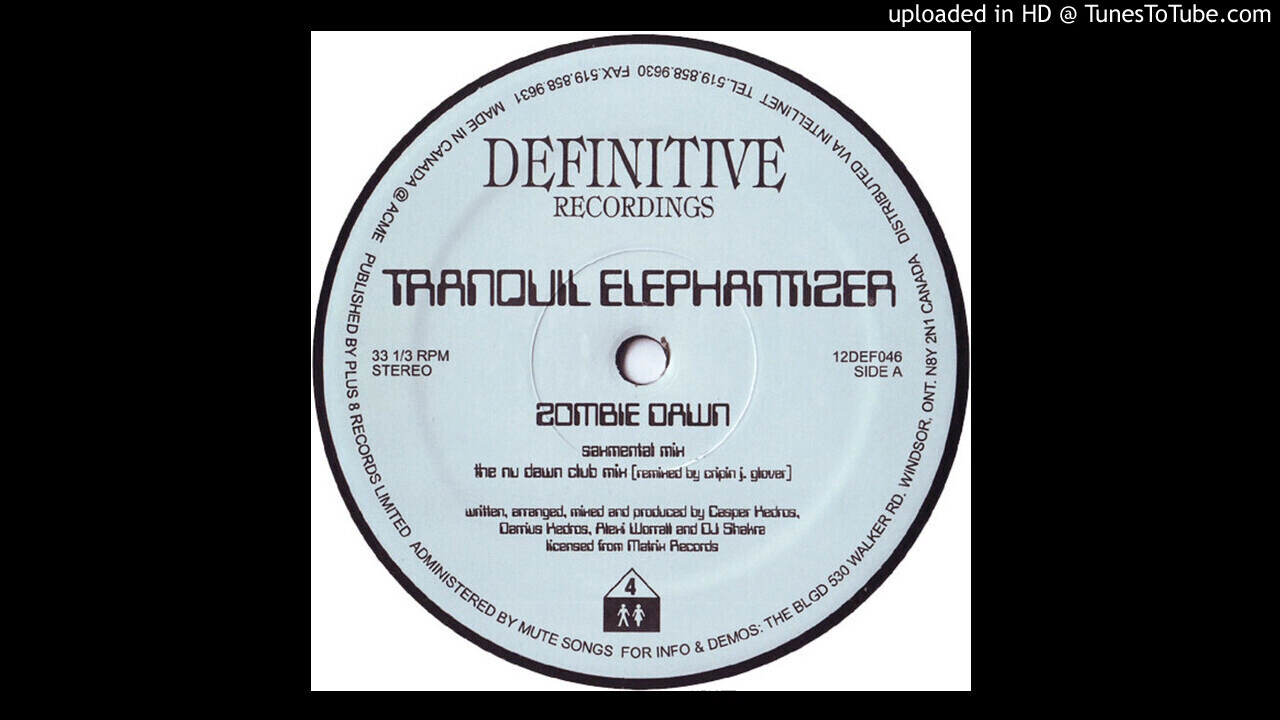 uploaded in HD @ TunesToTube.com
DEFINITIVE
RECORDINGS
TRANQUIL ELEPHANTIZER
33 1/3 RPM
STEREO
12DEF046
SIDE A
ZOMBIE DAWN
saxmental mix
the nu dawn club mix [remixed by cripin j. glover]
written, arranged, mixed and produced by Casper Kedros,
Darrius Kedros, Alexi Worrall and DJ Shakra
licensed from Matrix Records
4
PUBLISHED BY PLUS 8 RECORDS LIMITED ADMINISTERED BY MUTE SONGS FOR INFO & DEMOS: THE BLGD 530 WALKER RD. WINDSOR, ONT. N8Y 2N1 CANADA DISTRIBUTED VIA INTELLINET TEL.519.858.9630 FAX.519.858.9631 MADE IN CANADA @ ACME